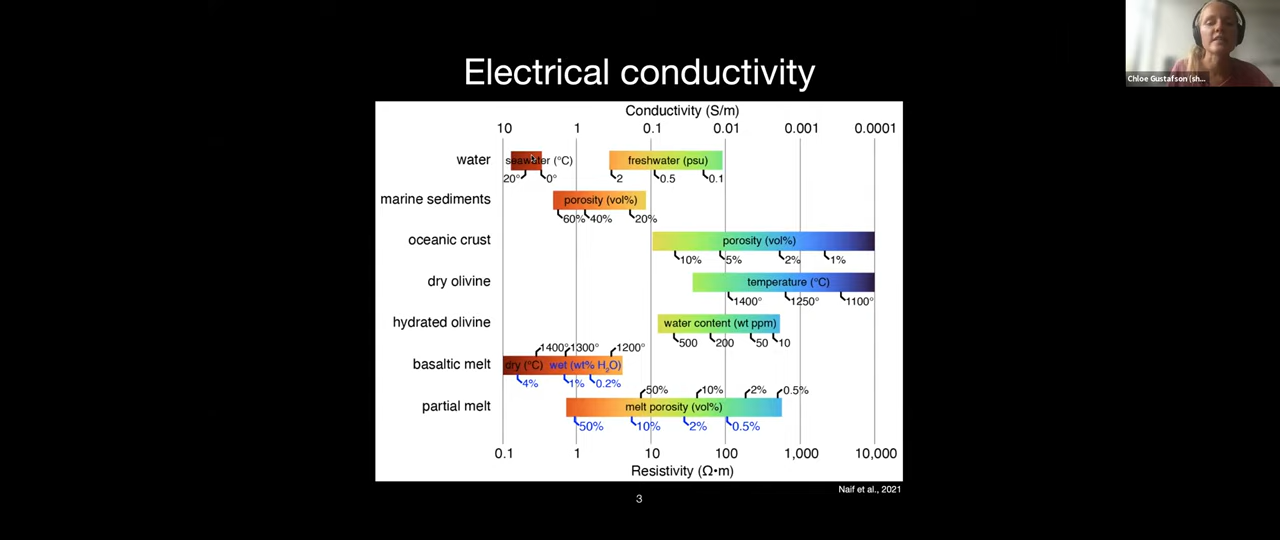 Electrical conductivity
Chloe Gustafson (sh...
Conductivity (S/m)
10 1 0.1 0.01 0.001 0.0001
water seawater (°C) freshwater (psu)
20° 0° 2 0.5 0.1
marine sediments porosity (vol%)
60% 40% 20%
oceanic crust porosity (vol%)
10% 5% 2% 1%
dry olivine temperature (°C)
1400° 1250° 1100°
hydrated olivine water content (wt ppm)
500 200 50 10
1400° 1300° 1200°
basaltic melt dry (°C) wet (wt% H₂O)
4% 1% 0.2%
50% 10% 2% 0.5%
partial melt melt porosity (vol%)
50% 10% 2% 0.5%
0.1 1 10 100 1,000 10,000
Resistivity (Ω•m)
Naif et al., 2021
3